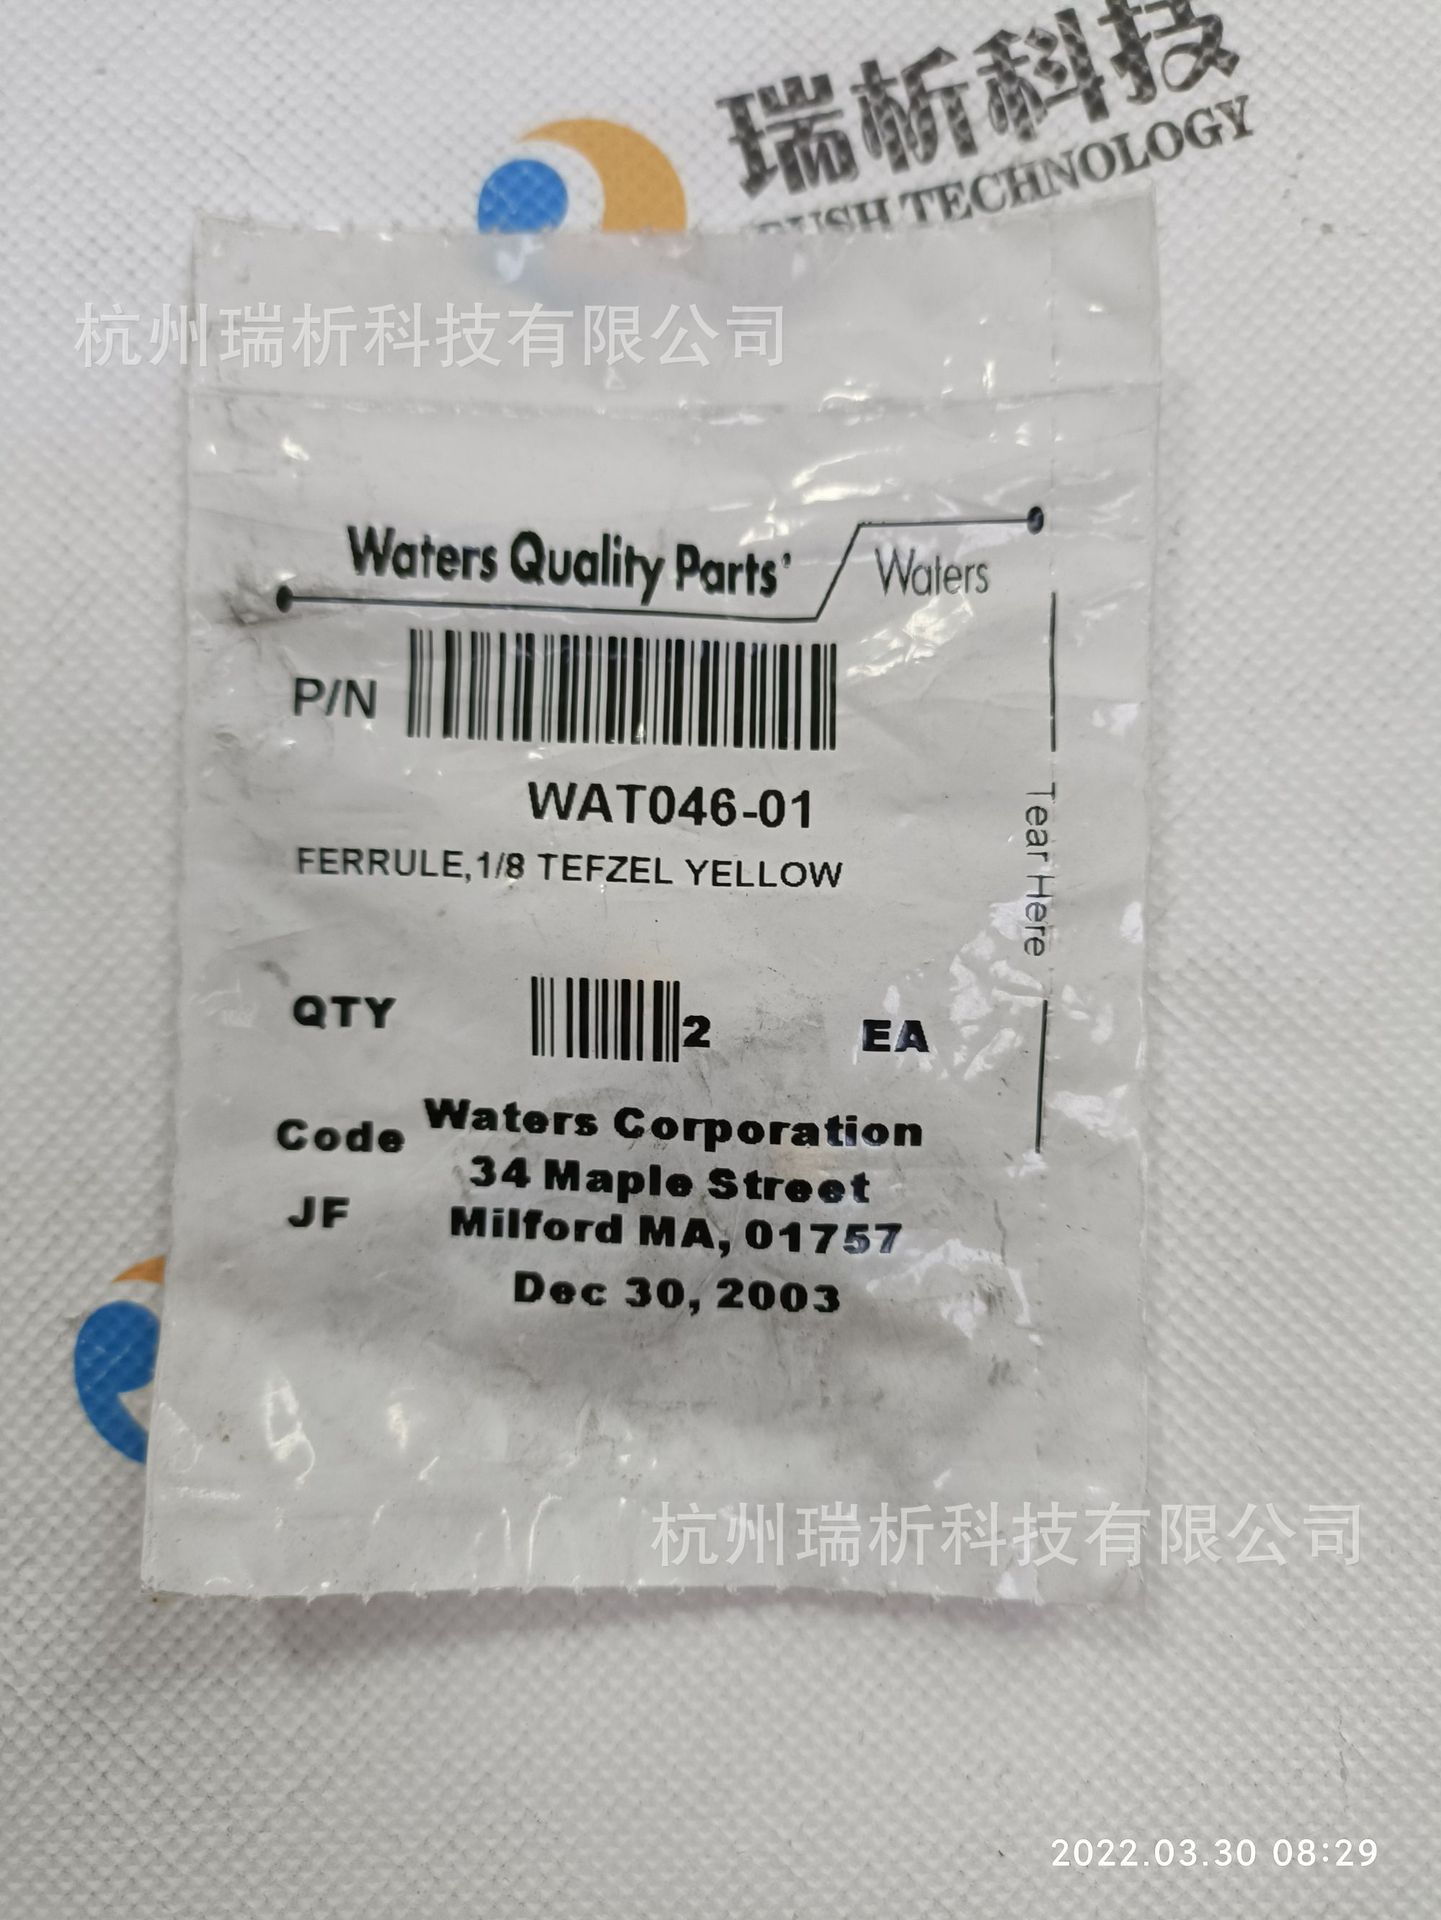 瑞析科技
RUSH TECHNOLOGY
杭州瑞析科技有限公司
Waters Quality Parts
Waters
P/N
WAT046-01
FERRULE,1/8 TEFZEL YELLOW
Tear Here
QTY
2
EA
Code
Waters Corporation
34 Maple Street
JF
Milford MA, 01757
Dec 30, 2003
杭州瑞析科技有限公司
2022.03.30 08:29